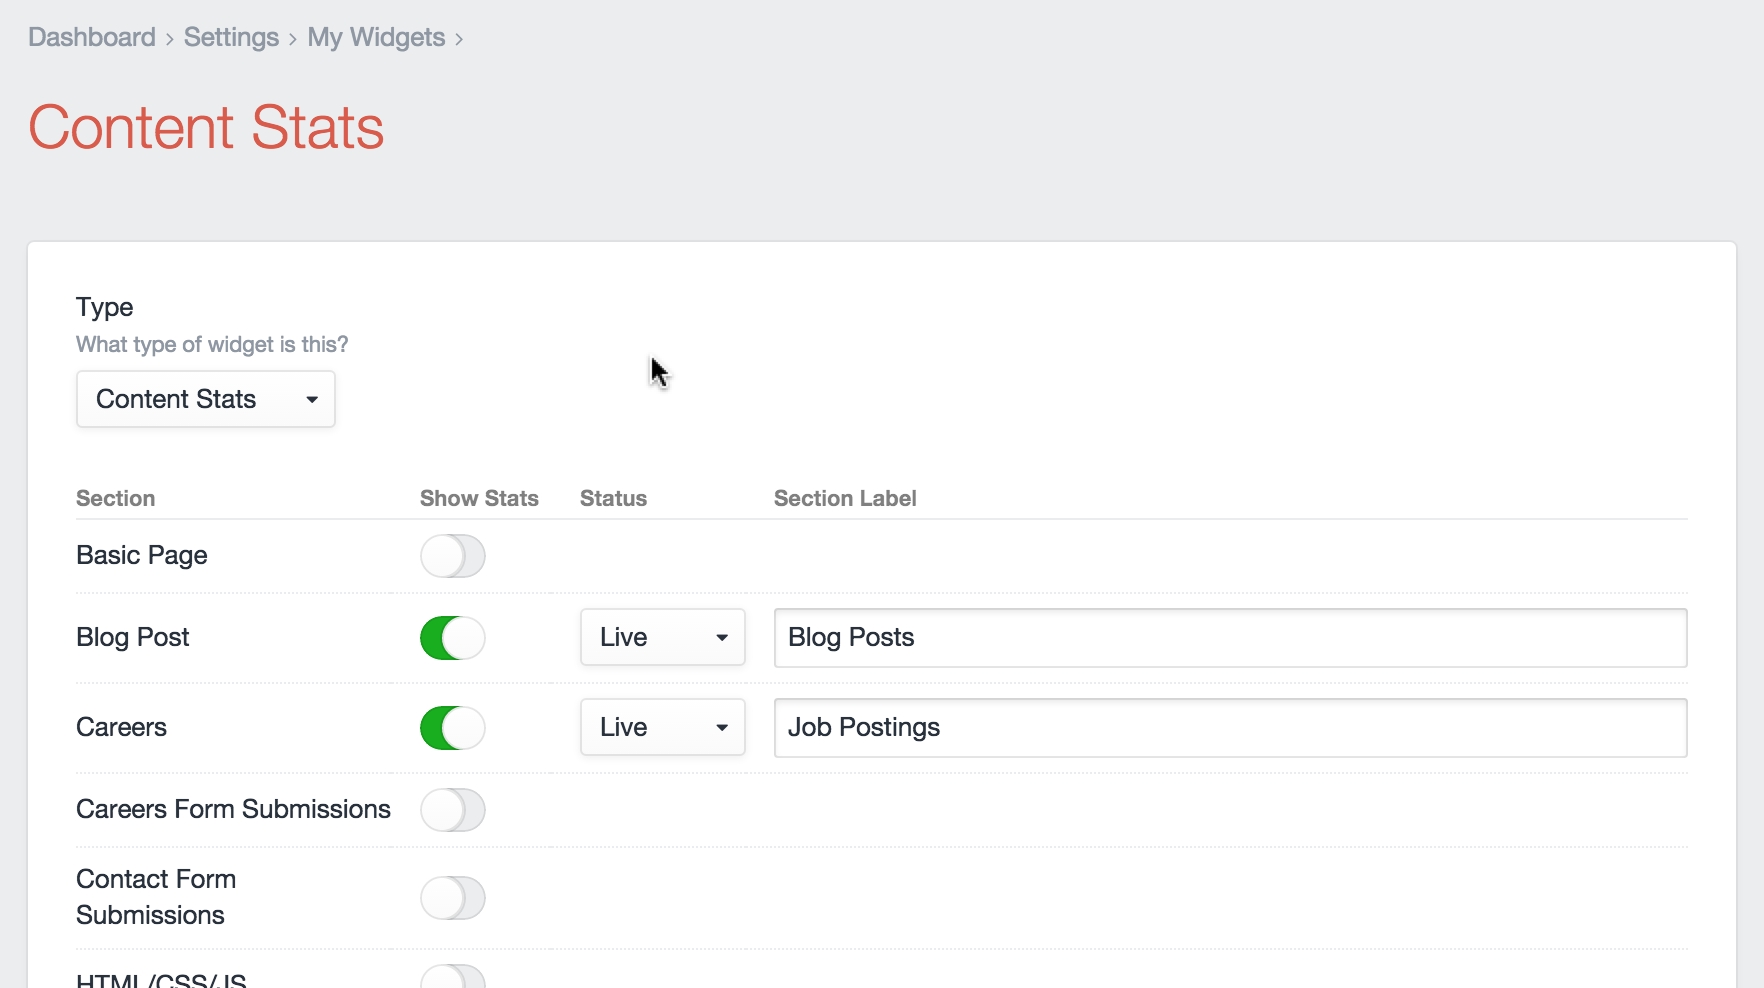 Dashboard › Settings › My Widgets ›
Content Stats
Type
What type of widget is this?
Content Stats
Section Show Stats Status Section Label
Basic Page
Blog Post Live Blog Posts
Careers Live Job Postings
Careers Form Submissions
Contact Form
Submissions
HTML/CSS/JS